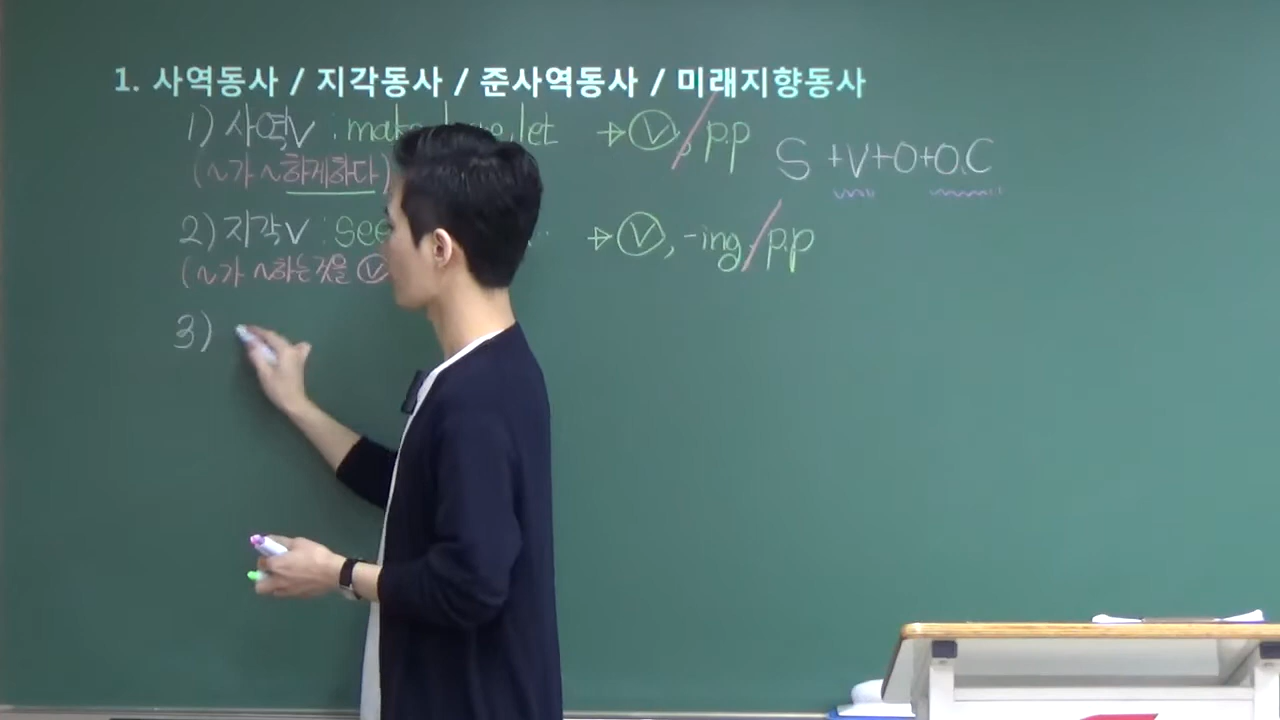 1. 사역동사 / 지각동사 / 준사역동사 / 미래지향동사
1) 사역V : make, have, let → Ⓥ, / p.p
(~가 ~하게하다)
S + V + O + O.C
2) 지각V : see .. → Ⓥ, -ing / p.p
(~가 ~하는것을 Ⓥ
3)